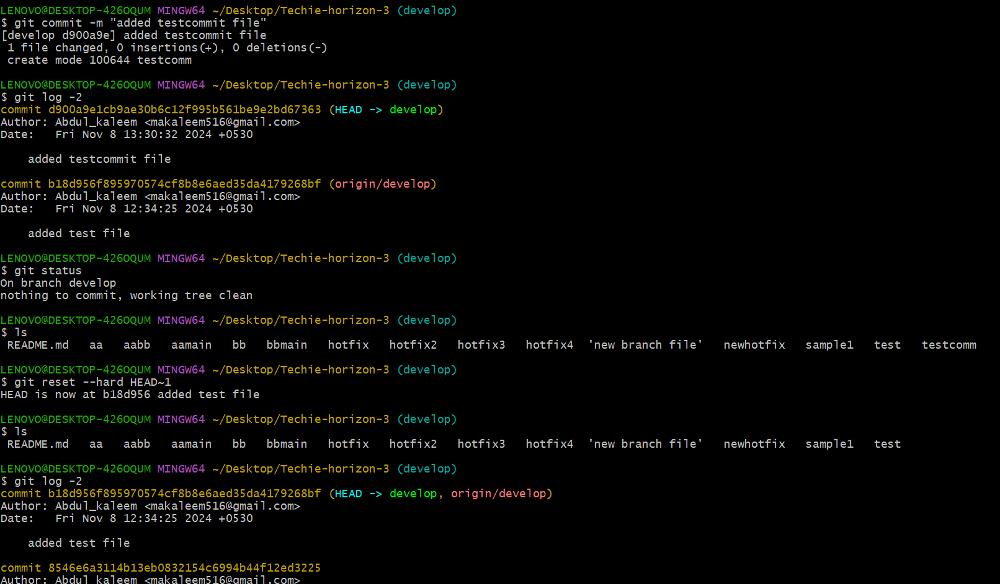 LENOVO@DESKTOP-426OQUM MINGW64 ~/Desktop/Techie-horizon-3 (develop)
$ git commit -m "added testcommit file"
[develop d900a9e] added testcommit file
 1 file changed, 0 insertions(+), 0 deletions(-)
 create mode 100644 testcomm

LENOVO@DESKTOP-426OQUM MINGW64 ~/Desktop/Techie-horizon-3 (develop)
$ git log -2
commit d900a9e1cb9ae30b6c12f995b561be9e2bd67363 (HEAD -> develop)
Author: Abdul_kaleem <makaleem516@gmail.com>
Date:   Fri Nov 8 13:30:32 2024 +0530

    added testcommit file

commit b18d956f895970574cf8b8e6aed35da4179268bf (origin/develop)
Author: Abdul_kaleem <makaleem516@gmail.com>
Date:   Fri Nov 8 12:34:25 2024 +0530

    added test file

LENOVO@DESKTOP-426OQUM MINGW64 ~/Desktop/Techie-horizon-3 (develop)
$ git status
On branch develop
nothing to commit, working tree clean

LENOVO@DESKTOP-426OQUM MINGW64 ~/Desktop/Techie-horizon-3 (develop)
$ ls
 README.md   aa   aabb   aamain   bb   bbmain   hotfix   hotfix2   hotfix3   hotfix4  'new branch file'   newhotfix   sample1   test   testcomm

LENOVO@DESKTOP-426OQUM MINGW64 ~/Desktop/Techie-horizon-3 (develop)
$ git reset --hard HEAD~1
HEAD is now at b18d956 added test file

LENOVO@DESKTOP-426OQUM MINGW64 ~/Desktop/Techie-horizon-3 (develop)
$ ls
 README.md   aa   aabb   aamain   bb   bbmain   hotfix   hotfix2   hotfix3   hotfix4  'new branch file'   newhotfix   sample1   test

LENOVO@DESKTOP-426OQUM MINGW64 ~/Desktop/Techie-horizon-3 (develop)
$ git log -2
commit b18d956f895970574cf8b8e6aed35da4179268bf (HEAD -> develop, origin/develop)
Author: Abdul_kaleem <makaleem516@gmail.com>
Date:   Fri Nov 8 12:34:25 2024 +0530

    added test file

commit 8546e6a3114b13eb0832154c6994b44f12ed3225
Author: Abdul_kaleem <makaleem516@gmail.com>